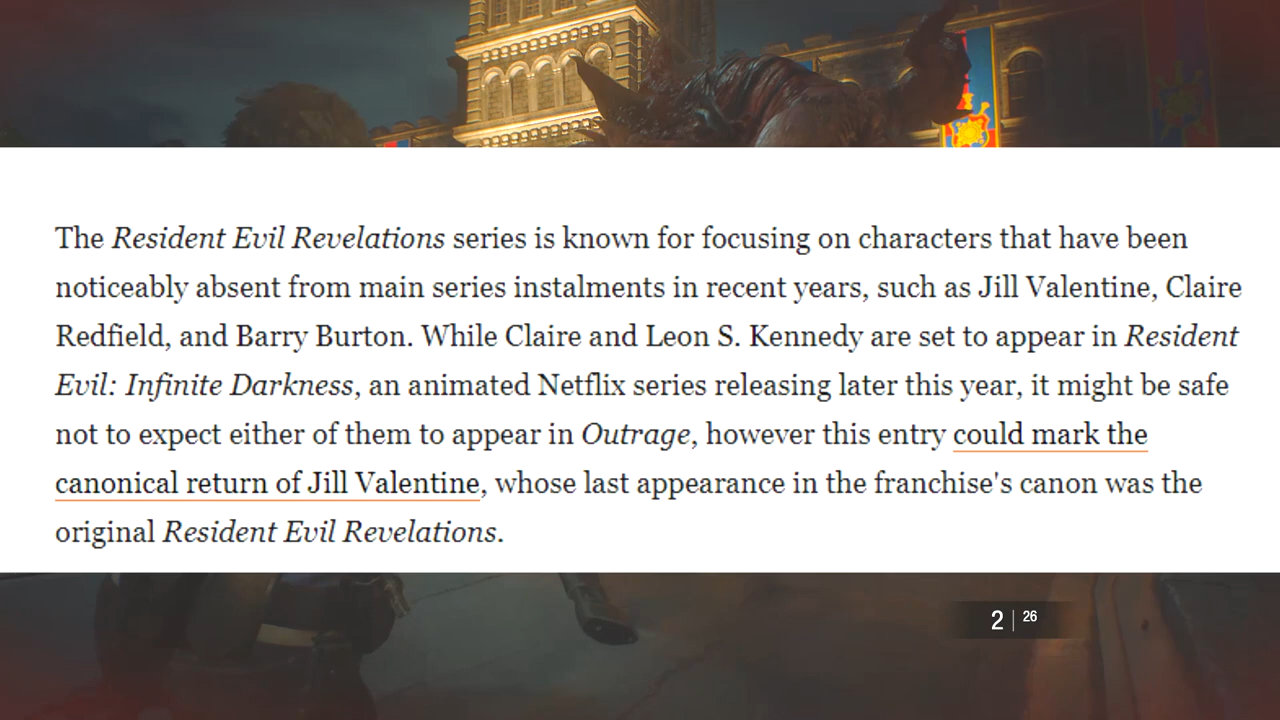 The Resident Evil Revelations series is known for focusing on characters that have been
noticeably absent from main series instalments in recent years, such as Jill Valentine, Claire
Redfield, and Barry Burton. While Claire and Leon S. Kennedy are set to appear in Resident
Evil: Infinite Darkness, an animated Netflix series releasing later this year, it might be safe
not to expect either of them to appear in Outrage, however this entry could mark the
canonical return of Jill Valentine, whose last appearance in the franchise's canon was the
original Resident Evil Revelations.
2 | 26